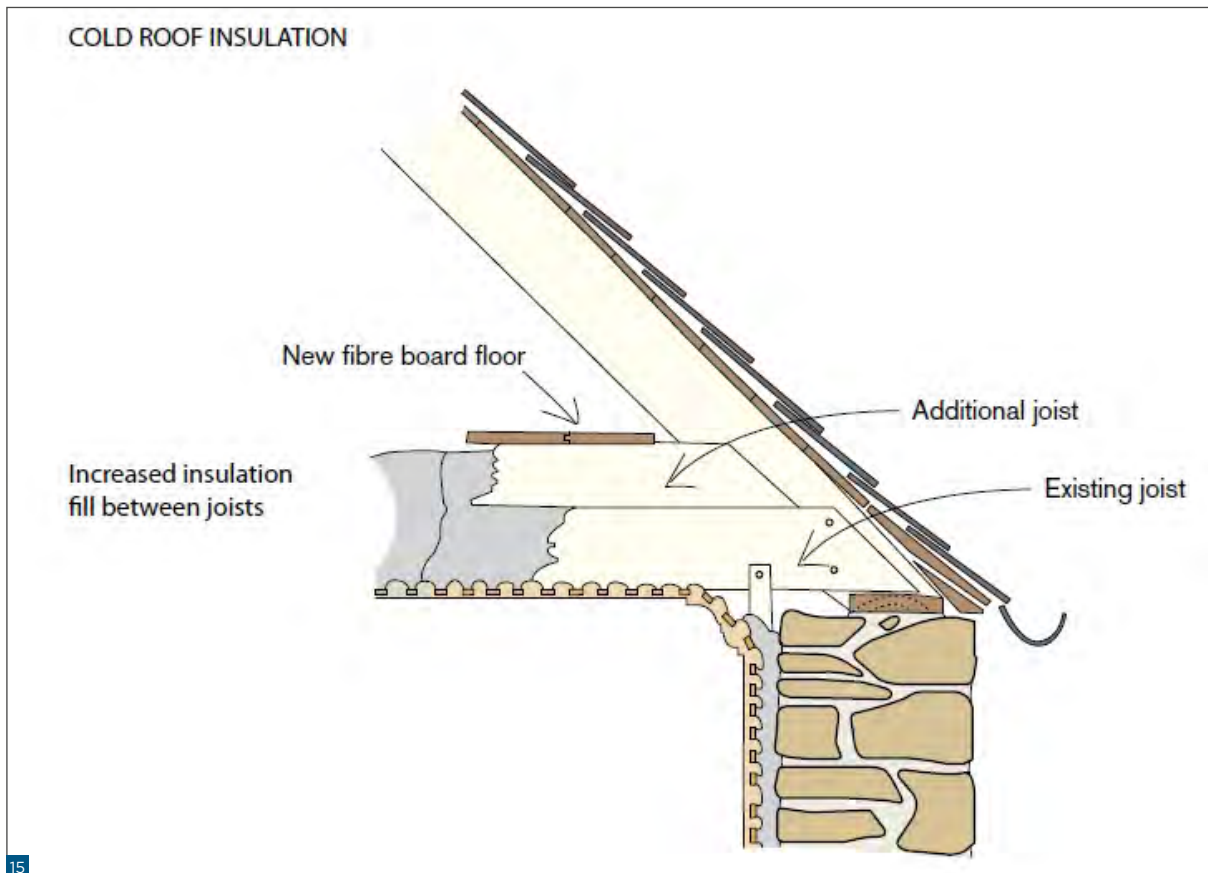 COLD ROOF INSULATION
New fibre board floor
Additional joist
Increased insulation
fill between joists
Existing joist
15